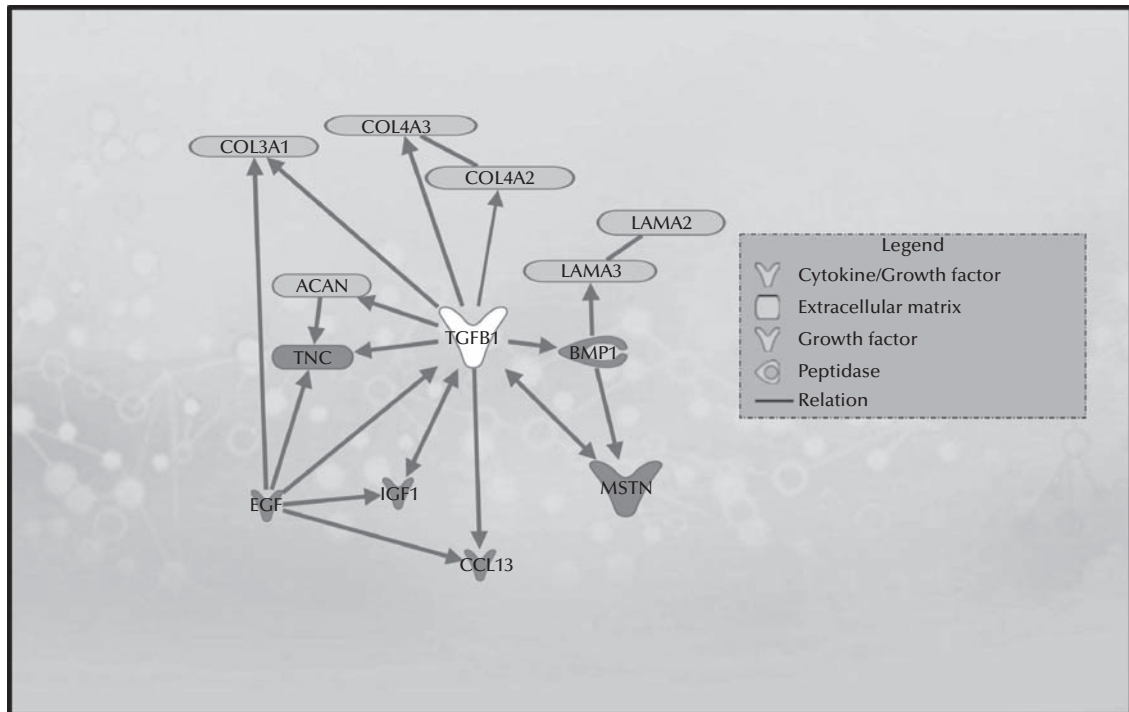 COL4A3
COL3A1
COL4A2
LAMA2
LAMA3
ACAN
TGFB1
TNC
BMP1
EGF
IGF1
MSTN
CCL13
Legend
Cytokine/Growth factor
Extracellular matrix
Growth factor
Peptidase
Relation